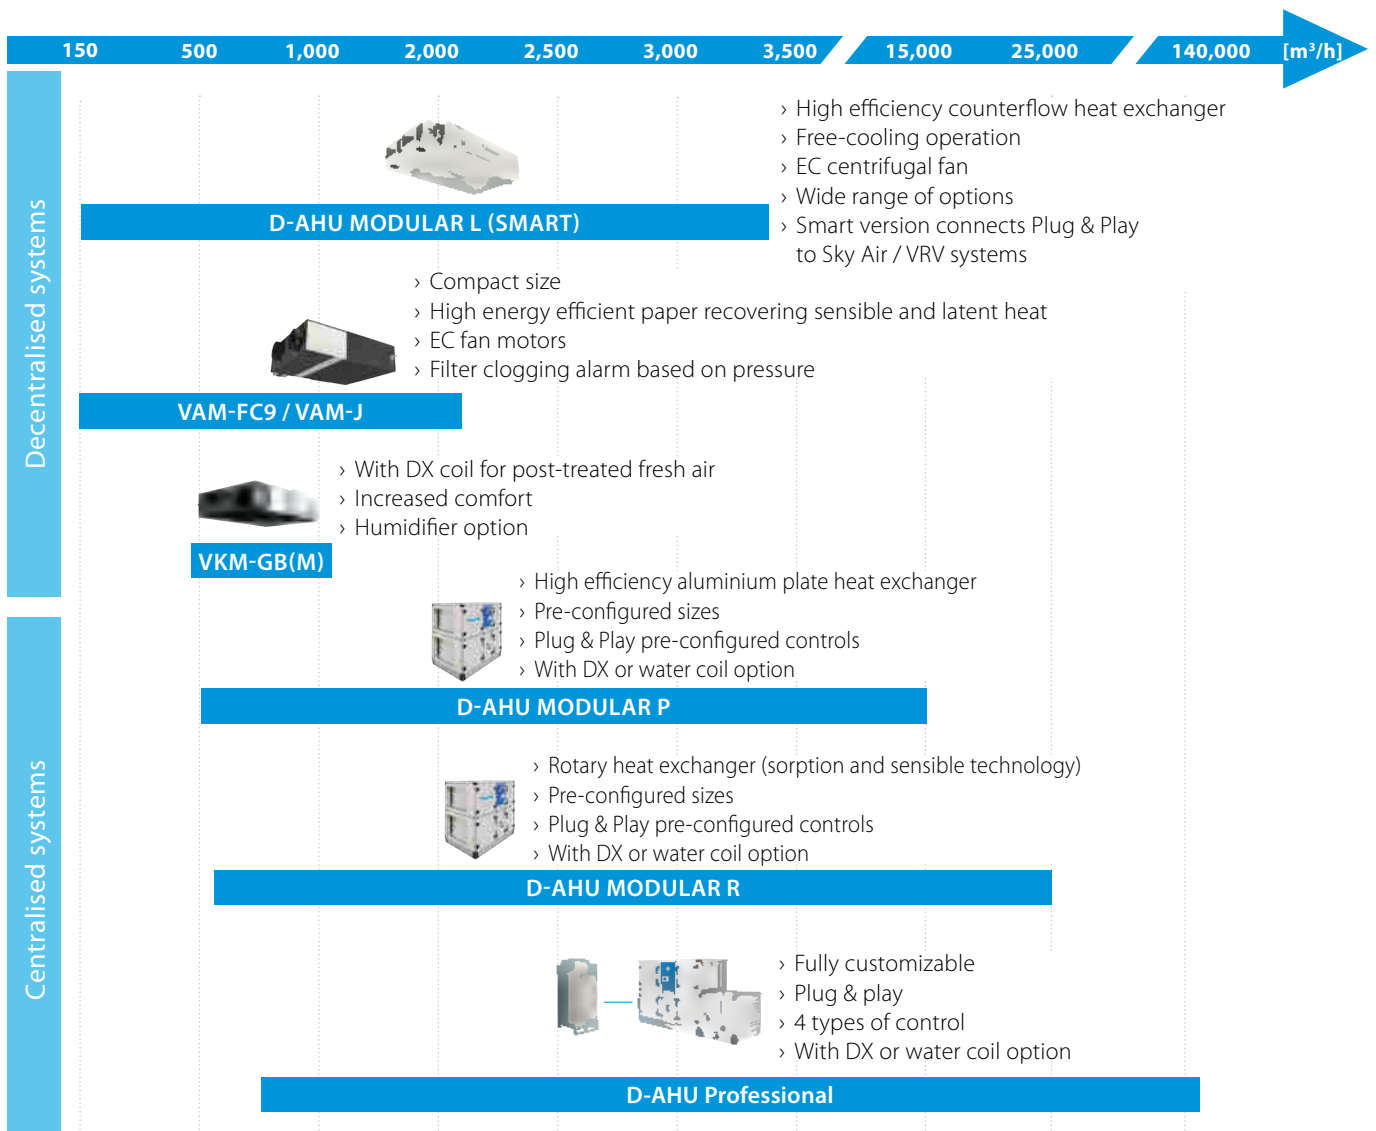 150 500 1,000 2,000 2,500 3,000 3,500 15,000 25,000 140,000 [m³/h]
Decentralised systems
› High efficiency counterflow heat exchanger
› Free-cooling operation
› EC centrifugal fan
› Wide range of options
› Smart version connects Plug & Play
to Sky Air / VRV systems
D-AHU MODULAR L (SMART)
› Compact size
› High energy efficient paper recovering sensible and latent heat
› EC fan motors
› Filter clogging alarm based on pressure
VAM-FC9 / VAM-J
› With DX coil for post-treated fresh air
› Increased comfort
› Humidifier option
VKM-GB(M)
Centralised systems
› High efficiency aluminium plate heat exchanger
› Pre-configured sizes
› Plug & Play pre-configured controls
› With DX or water coil option
D-AHU MODULAR P
› Rotary heat exchanger (sorption and sensible technology)
› Pre-configured sizes
› Plug & Play pre-configured controls
› With DX or water coil option
D-AHU MODULAR R
› Fully customizable
› Plug & play
› 4 types of control
› With DX or water coil option
D-AHU Professional